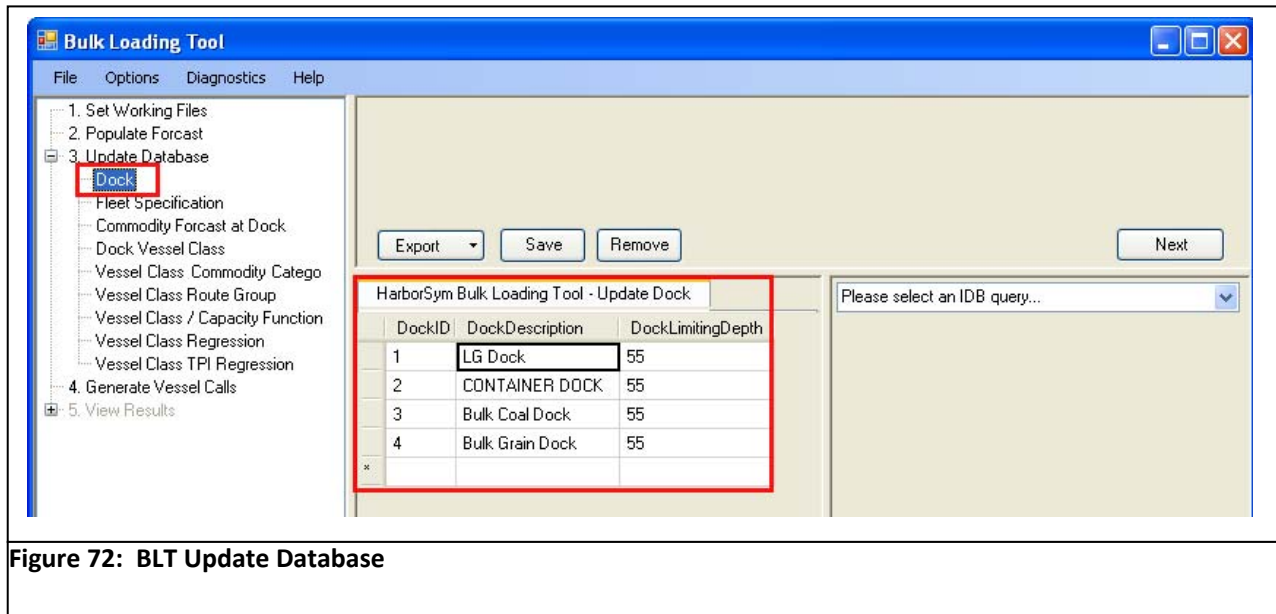 Bulk Loading Tool
File Options Diagnostics Help
1. Set Working Files
2. Populate Forcast
3. Update Database
Dock
Fleet Specification
Commodity Forcast at Dock
Dock Vessel Class
Vessel Class Commodity Catego
Vessel Class Route Group
Vessel Class / Capacity Function
Vessel Class Regression
Vessel Class TPI Regression
4. Generate Vessel Calls
5. View Results
Export Save Remove Next
HarborSym Bulk Loading Tool - Update Dock
Please select an IDB query...
DockID DockDescription DockLimitingDepth
1 LG Dock 55
2 CONTAINER DOCK 55
3 Bulk Coal Dock 55
4 Bulk Grain Dock 55
*
Figure 72: BLT Update Database